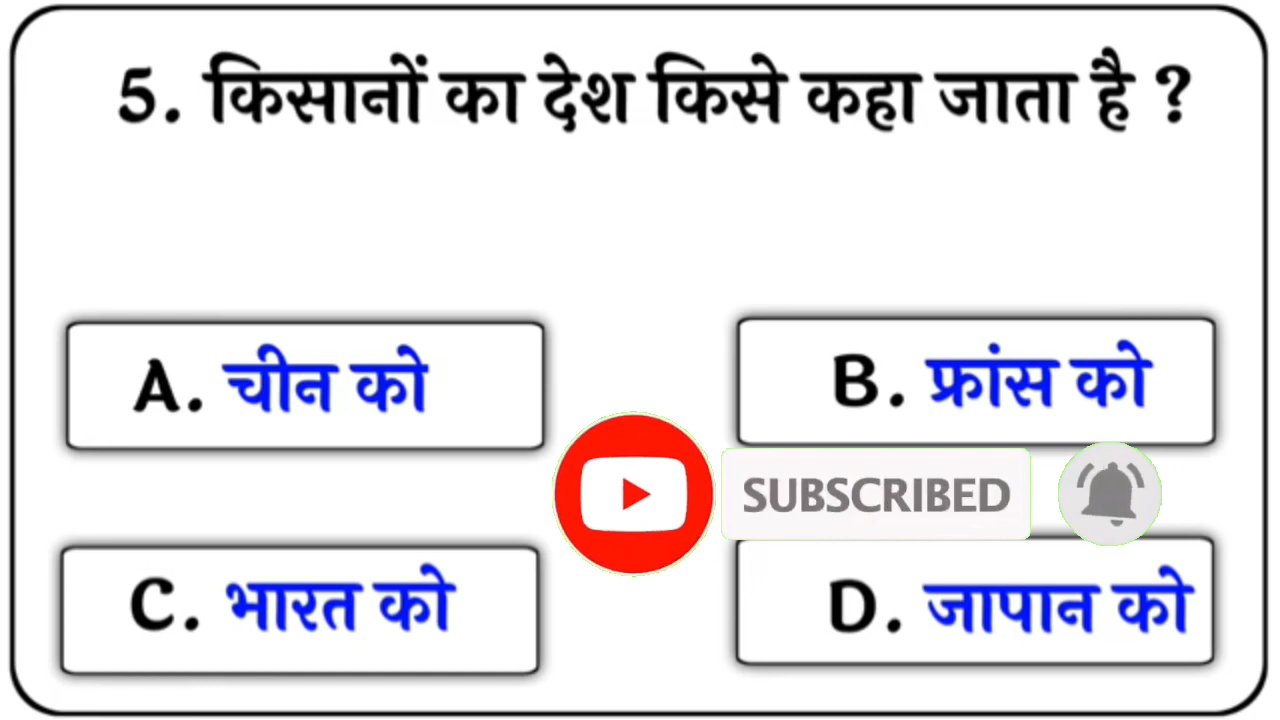 5. किसानों का देश किसे कहा जाता है ?
A. चीन को
B. फ्रांस को
SUBSCRIBED
C. भारत को
D. जापान को